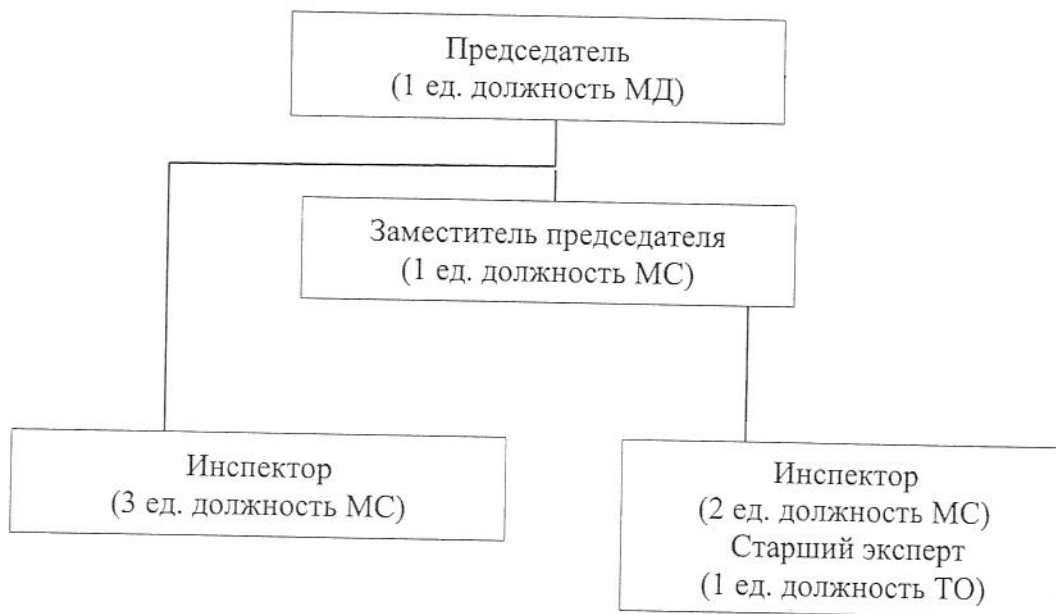 Председатель
(1 ед. должность МД)
Заместитель председателя
(1 ед. должность МС)
Инспектор
(3 ед. должность МС)
Инспектор
(2 ед. должность МС)
Старший эксперт
(1 ед. должность ТО)